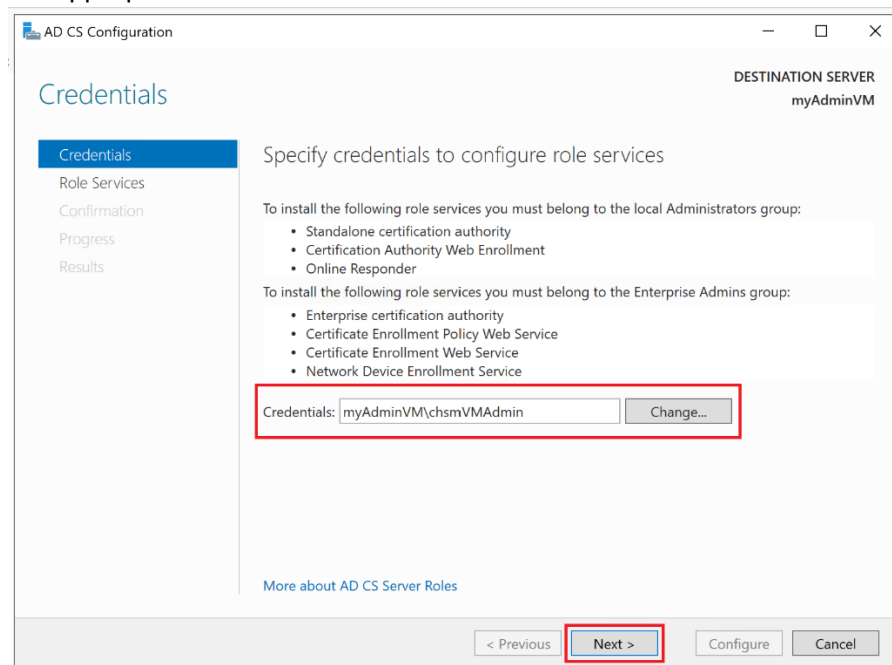 AD CS Configuration
DESTINATION SERVER
myAdminVM
Credentials
Credentials
Role Services
Confirmation
Progress
Results
Specify credentials to configure role services
To install the following role services you must belong to the local Administrators group:
• Standalone certification authority
• Certification Authority Web Enrollment
• Online Responder
To install the following role services you must belong to the Enterprise Admins group:
• Enterprise certification authority
• Certificate Enrollment Policy Web Service
• Certificate Enrollment Web Service
• Network Device Enrollment Service
Credentials: myAdminVM\chsmVMAdmin Change...
More about AD CS Server Roles
< Previous Next > Configure Cancel